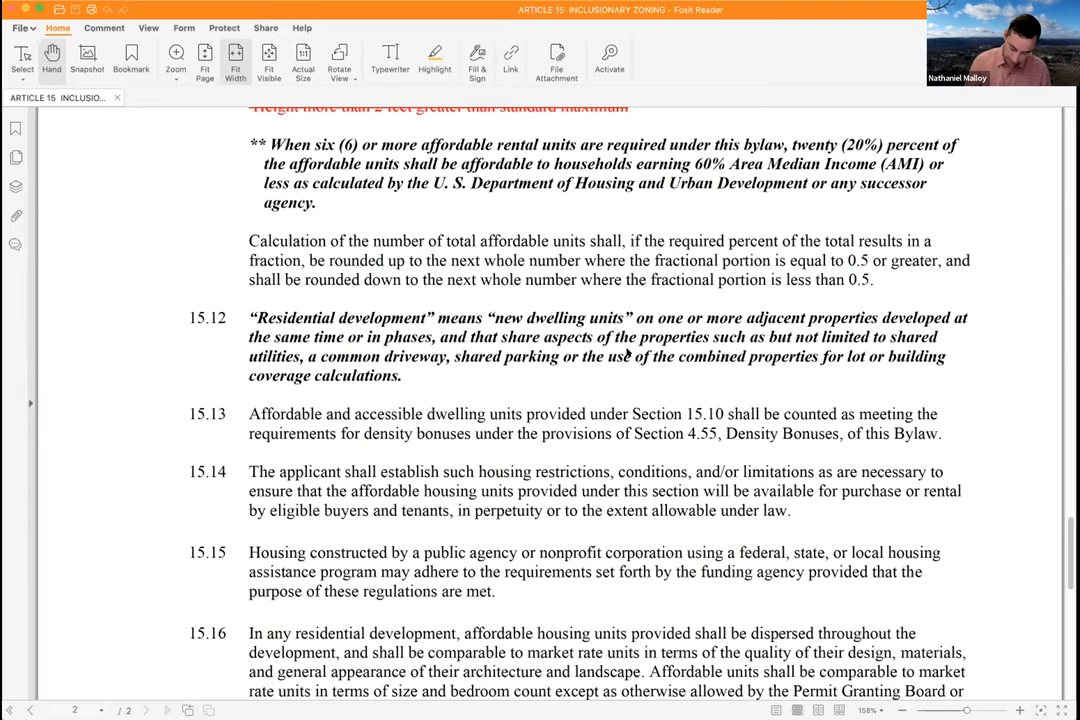 ARTICLE 15 INCLUSIONARY ZONING - Foxit Reader
File Home Comment View Form Protect Share Help
Select Hand Snapshot Bookmark Zoom Fit Page Fit Width Fit Visible Actual Size Rotate View Typewriter Highlight Fill & Sign Link File Attachment Activate
Nathaniel Malloy
ARTICLE 15 INCLUSIO...
*Height more than 2 feet greater than standard maximum
** When six (6) or more affordable rental units are required under this bylaw, twenty (20%) percent of
the affordable units shall be affordable to households earning 60% Area Median Income (AMI) or
less as calculated by the U. S. Department of Housing and Urban Development or any successor
agency.
Calculation of the number of total affordable units shall, if the required percent of the total results in a
fraction, be rounded up to the next whole number where the fractional portion is equal to 0.5 or greater, and
shall be rounded down to the next whole number where the fractional portion is less than 0.5.
15.12 “Residential development” means “new dwelling units” on one or more adjacent properties developed at
the same time or in phases, and that share aspects of the properties such as but not limited to shared
utilities, a common driveway, shared parking or the use of the combined properties for lot or building
coverage calculations.
15.13 Affordable and accessible dwelling units provided under Section 15.10 shall be counted as meeting the
requirements for density bonuses under the provisions of Section 4.55, Density Bonuses, of this Bylaw.
15.14 The applicant shall establish such housing restrictions, conditions, and/or limitations as are necessary to
ensure that the affordable housing units provided under this section will be available for purchase or rental
by eligible buyers and tenants, in perpetuity or to the extent allowable under law.
15.15 Housing constructed by a public agency or nonprofit corporation using a federal, state, or local housing
assistance program may adhere to the requirements set forth by the funding agency provided that the
purpose of these regulations are met.
15.16 In any residential development, affordable housing units provided shall be dispersed throughout the
development, and shall be comparable to market rate units in terms of the quality of their design, materials,
and general appearance of their architecture and landscape. Affordable units shall be comparable to market
rate units in terms of size and bedroom count except as otherwise allowed by the Permit Granting Board or
2 / 2 158%